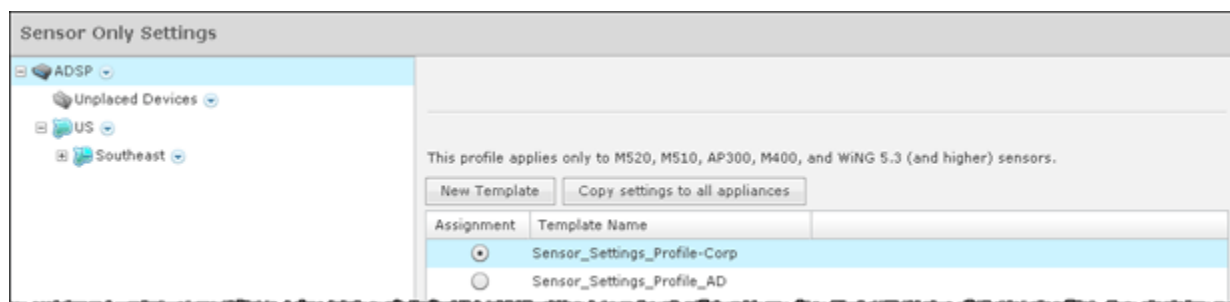 Sensor Only Settings
ADSP
Unplaced Devices
US
Southeast
This profile applies only to M520, M510, AP300, M400, and WiNG 5.3 (and higher) sensors.
New Template Copy settings to all appliances
Assignment Template Name
Sensor_Settings_Profile-Corp
Sensor_Settings_Profile_AD